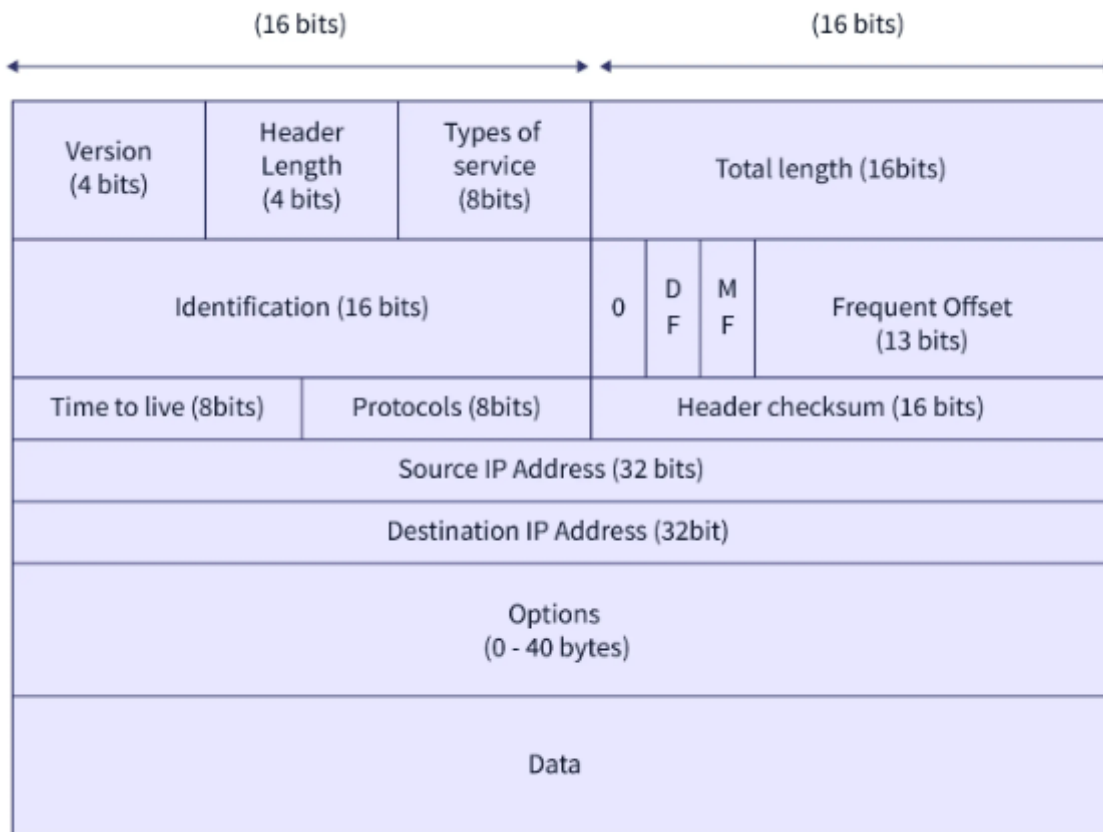 (16 bits)
(16 bits)
Version
(4 bits)
Header
Length
(4 bits)
Types of
service
(8bits)
Total length (16bits)
Identification (16 bits)
0
D
F
M
F
Frequent Offset
(13 bits)
Time to live (8bits)
Protocols (8bits)
Header checksum (16 bits)
Source IP Address (32 bits)
Destination IP Address (32bit)
Options
(0 - 40 bytes)
Data